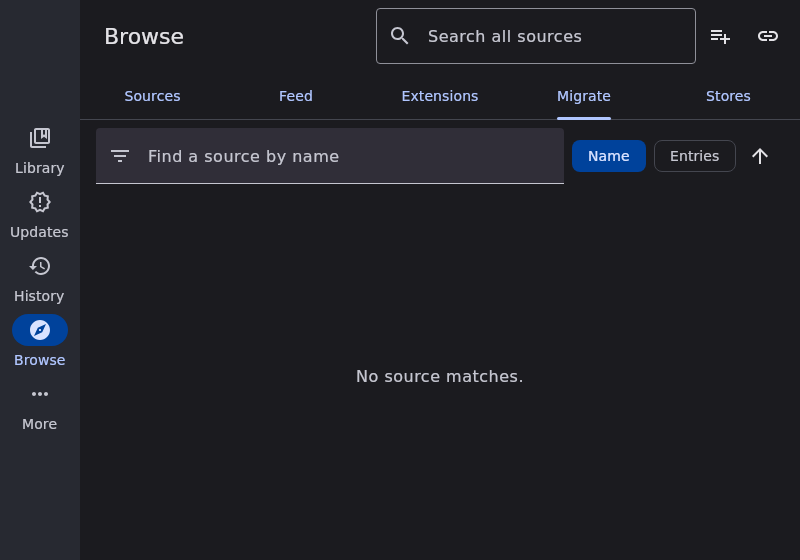 Browse
Search all sources
Sources
Feed
Extensions
Migrate
Stores
Find a source by name
Name
Entries
Library
Updates
History
Browse
More
No source matches.